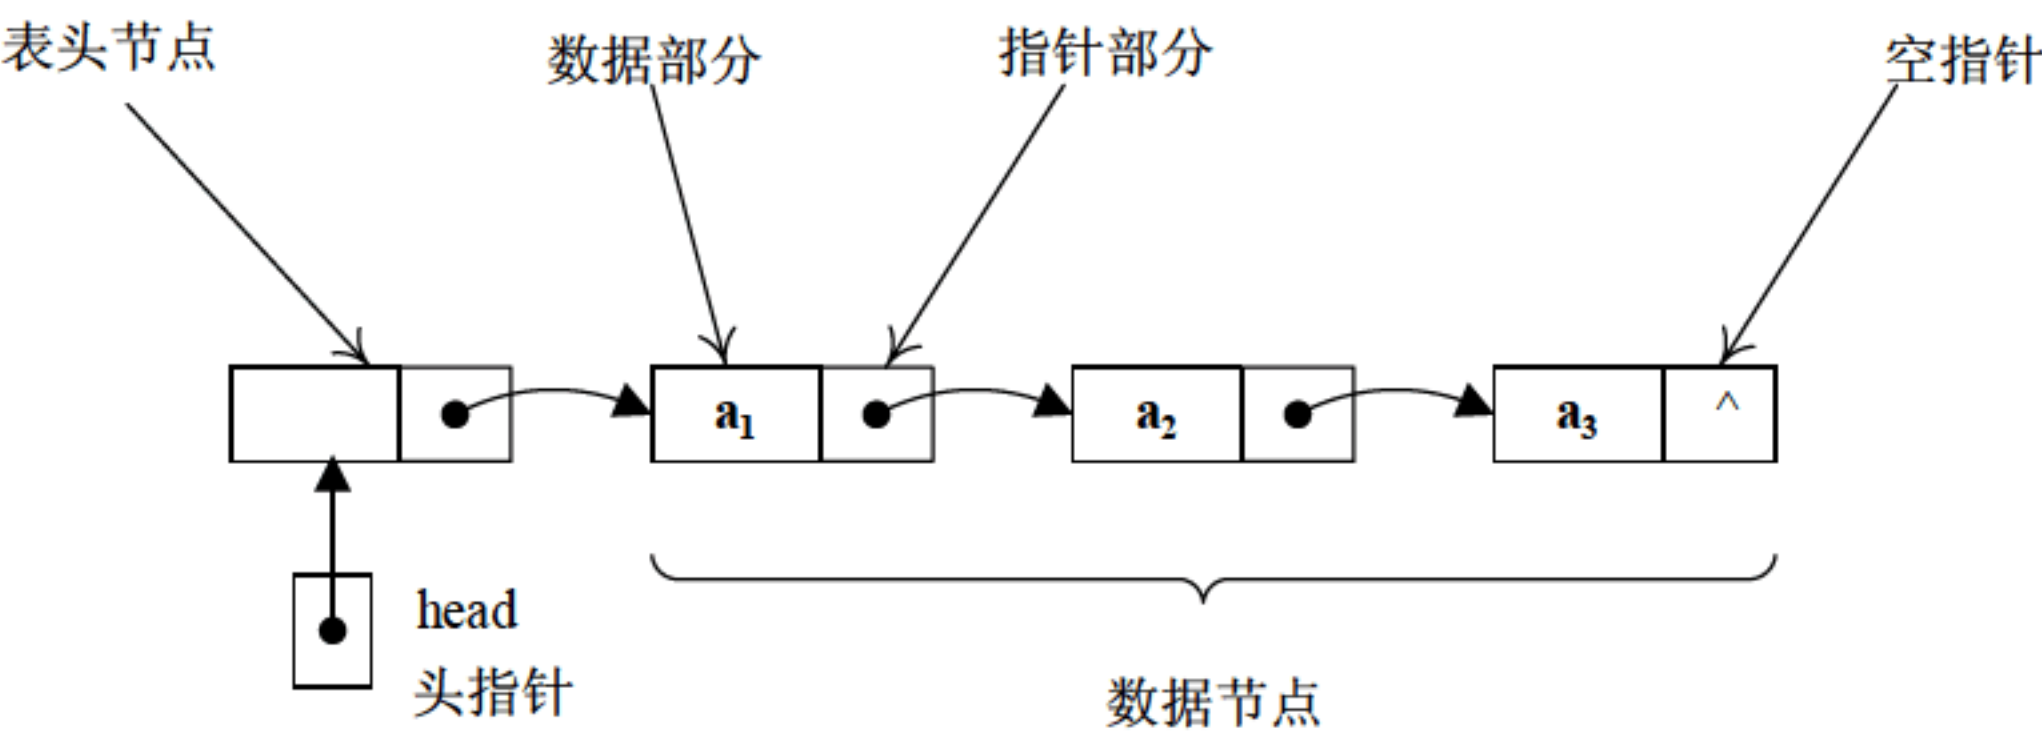 表头节点
数据部分
指针部分
空指针
a1
a2
a3
^
head
头指针
数据节点